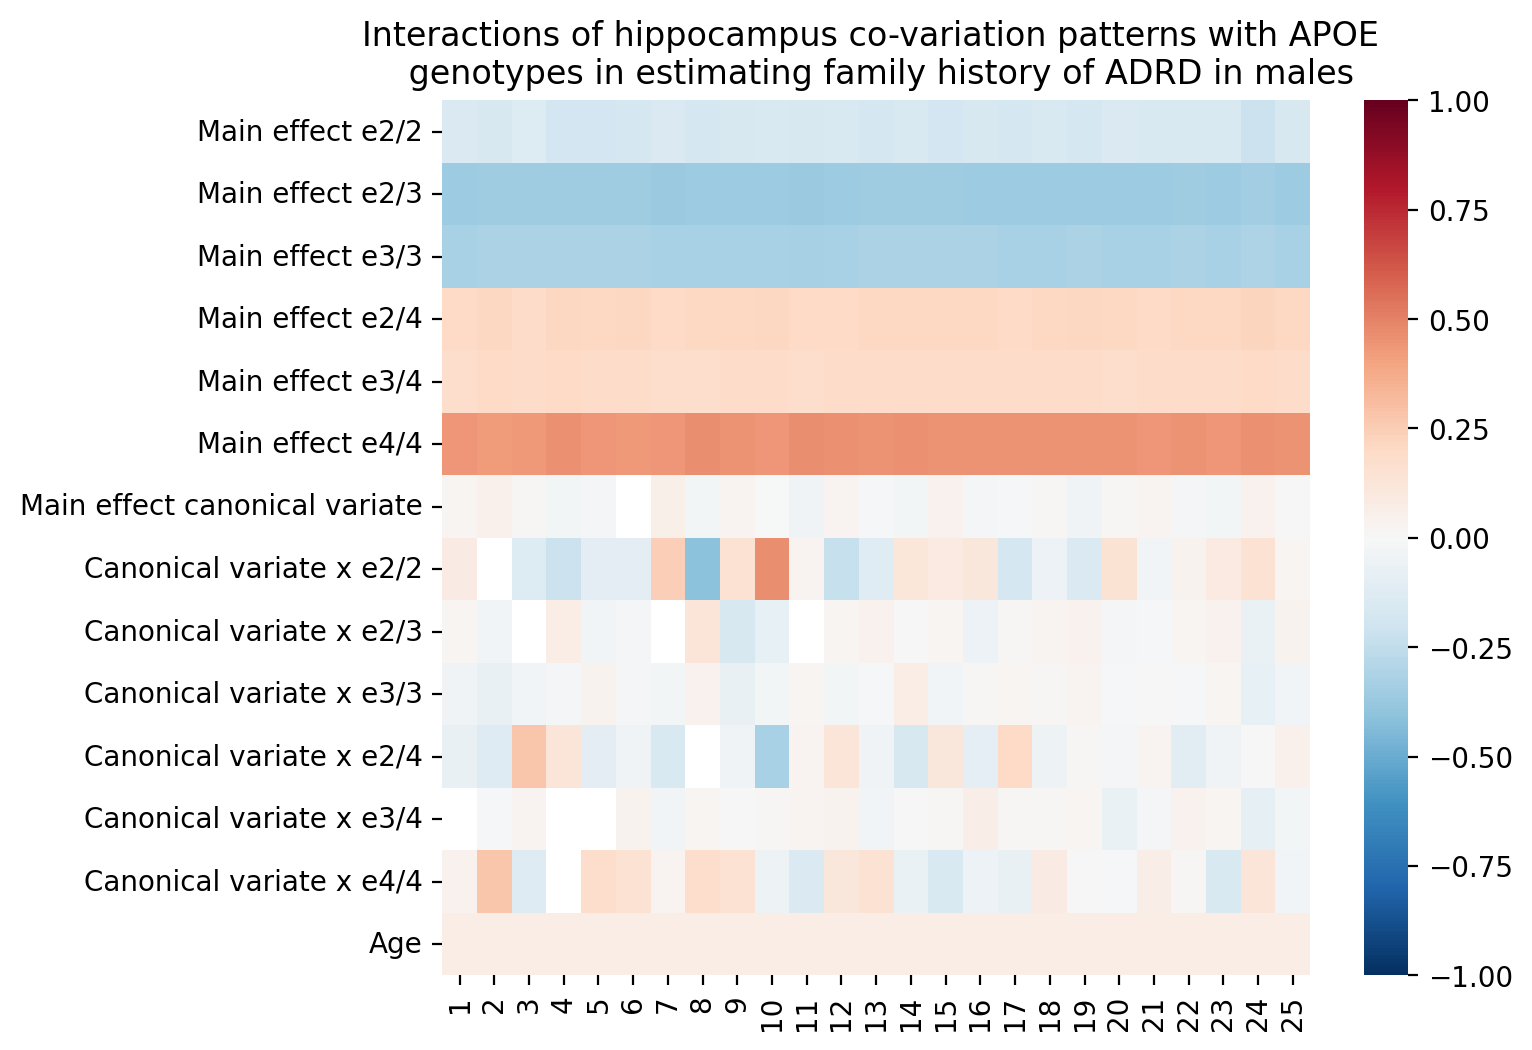 Interactions of hippocampus co-variation patterns with APOE
genotypes in estimating family history of ADRD in males
Main effect e2/2
Main effect e2/3
Main effect e3/3
Main effect e2/4
Main effect e3/4
Main effect e4/4
Main effect canonical variate
Canonical variate x e2/2
Canonical variate x e2/3
Canonical variate x e3/3
Canonical variate x e2/4
Canonical variate x e3/4
Canonical variate x e4/4
Age
1 2 3 4 5 6 7 8 9 10 11 12 13 14 15 16 17 18 19 20 21 22 23 24 25
1.00
0.75
0.50
0.25
0.00
−0.25
−0.50
−0.75
−1.00